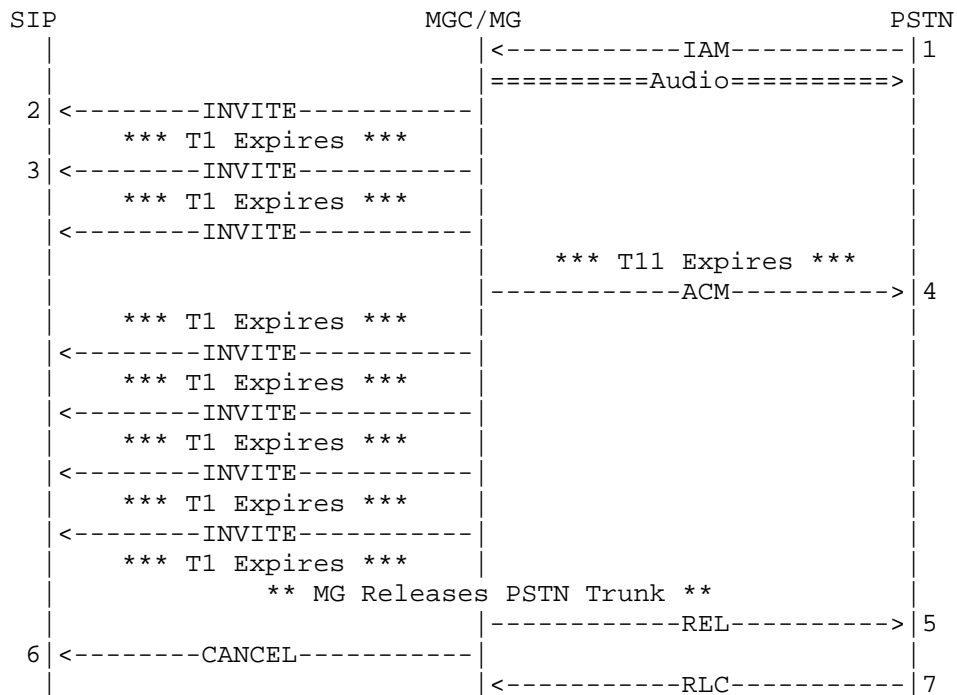 SIP                       MGC/MG                       PSTN
  |                            |<-----------IAM-----------|1
  |                            |==========Audio==========>|
 2|<--------INVITE-----------|                          |
  |    *** T1 Expires ***      |                          |
 3|<--------INVITE-----------|                          |
  |    *** T1 Expires ***      |                          |
  |<--------INVITE-----------|                          |
  |                            |    *** T11 Expires ***   |
  |                            |------------ACM---------->|4
  |    *** T1 Expires ***      |                          |
  |<--------INVITE-----------|                          |
  |    *** T1 Expires ***      |                          |
  |<--------INVITE-----------|                          |
  |    *** T1 Expires ***      |                          |
  |<--------INVITE-----------|                          |
  |    *** T1 Expires ***      |                          |
  |<--------INVITE-----------|                          |
  |    *** T1 Expires ***      |                          |
  |             ** MG Releases PSTN Trunk **              |
  |                            |------------REL---------->|5
 6|<--------CANCEL-----------|                          |
  |                            |<-----------RLC-----------|7